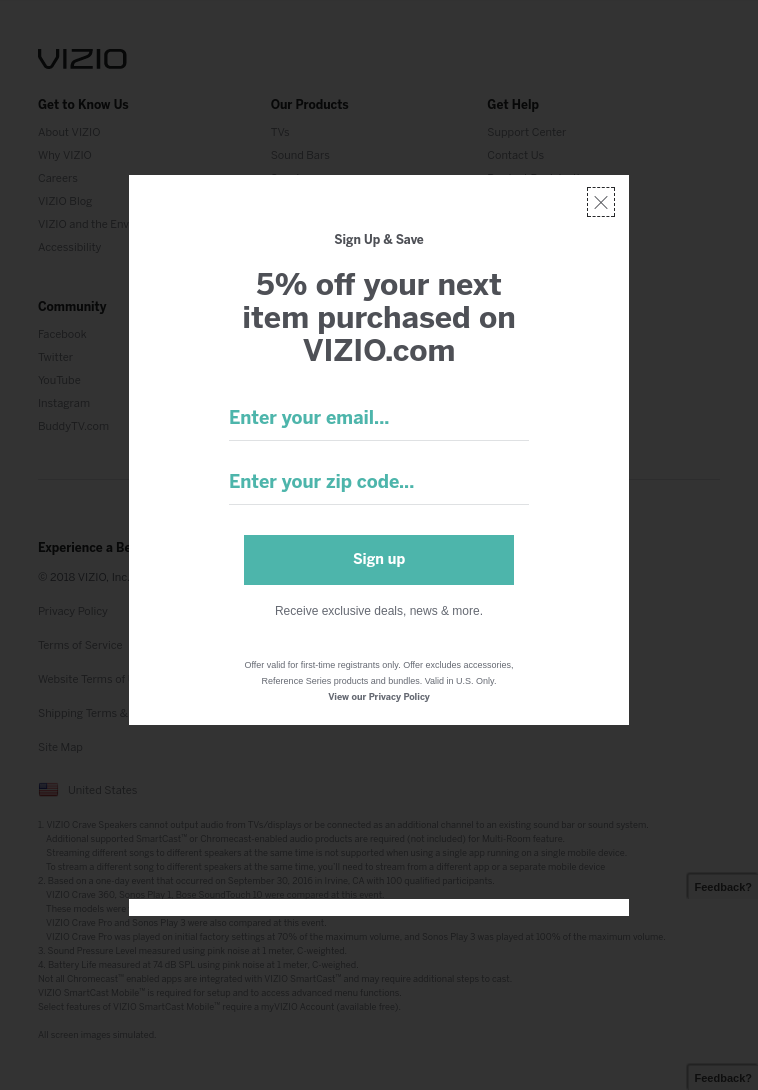 VIZIO
Get to Know Us
About VIZIO
Why VIZIO
Careers
VIZIO Blog
VIZIO and the Env
Accessibility
Our Products
TVs
Sound Bars
Get Help
Support Center
Contact Us
Community
Facebook
Twitter
YouTube
Instagram
BuddyTV.com
Sign Up & Save
5% off your next
item purchased on
VIZIO.com
Enter your email...
Enter your zip code...
Sign up
Receive exclusive deals, news & more.
Offer valid for first-time registrants only. Offer excludes accessories,
Reference Series products and bundles. Valid in U.S. Only.
View our Privacy Policy
Experience a Be
© 2018 VIZIO, Inc.
Privacy Policy
Terms of Service
Website Terms of
Shipping Terms &
Site Map
United States
1. VIZIO Crave Speakers cannot output audio from TVs/displays or be connected as an additional channel to an existing sound bar or sound system.
Additional supported SmartCast™ or Chromecast-enabled audio products are required (not included) for Multi-Room feature.
Streaming different songs to different speakers at the same time is not supported when using a single app running on a single mobile device.
To stream a different song to different speakers at the same time, you'll need to stream from a different app or a separate mobile device
2. Based on a one-day event that occurred on September 30, 2016 in Irvine, CA with 100 qualified participants.
VIZIO Crave 360, Sonos Play 1, Bose SoundTouch 10 were compared at this event.
These models were
VIZIO Crave Pro and Sonos Play 3 were also compared at this event.
VIZIO Crave Pro was played on initial factory settings at 70% of the maximum volume, and Sonos Play 3 was played at 100% of the maximum volume.
3. Sound Pressure Level measured using pink noise at 1 meter, C-weighted.
4. Battery Life measured at 74 dB SPL using pink noise at 1 meter, C-weighed.
Not all Chromecast™ enabled apps are integrated with VIZIO SmartCast™ and may require additional steps to cast.
VIZIO SmartCast Mobile™ is required for setup and to access advanced menu functions.
Select features of VIZIO SmartCast Mobile™ require a myVIZIO Account (available free).
All screen images simulated.
Feedback?
Feedback?